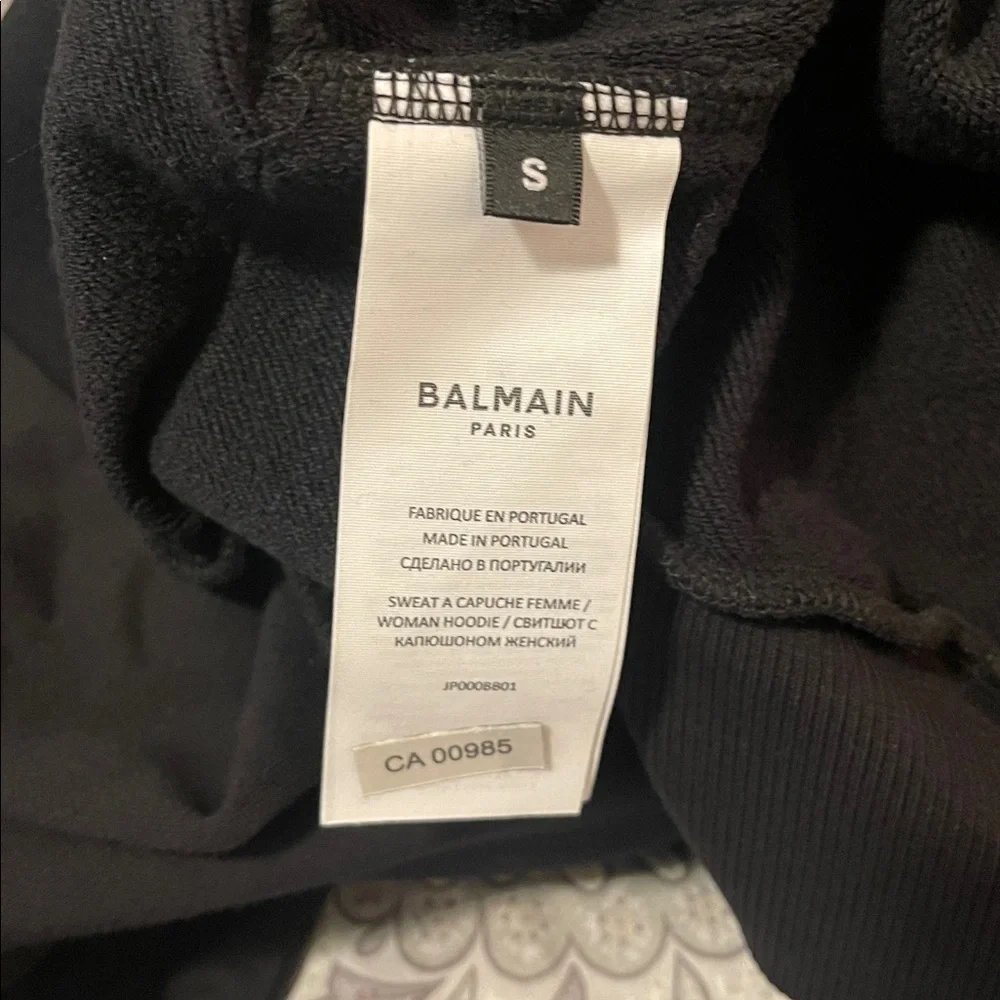 S
BALMAIN
PARIS
FABRIQUE EN PORTUGAL
MADE IN PORTUGAL
СДЕЛАНО В ПОРТУГАЛИИ
SWEAT A CAPUCHE FEMME /
WOMAN HOODIE / СВИТШОТ С
КАПЮШОНОМ ЖЕНСКИЙ
JP000BB01
CA 00985